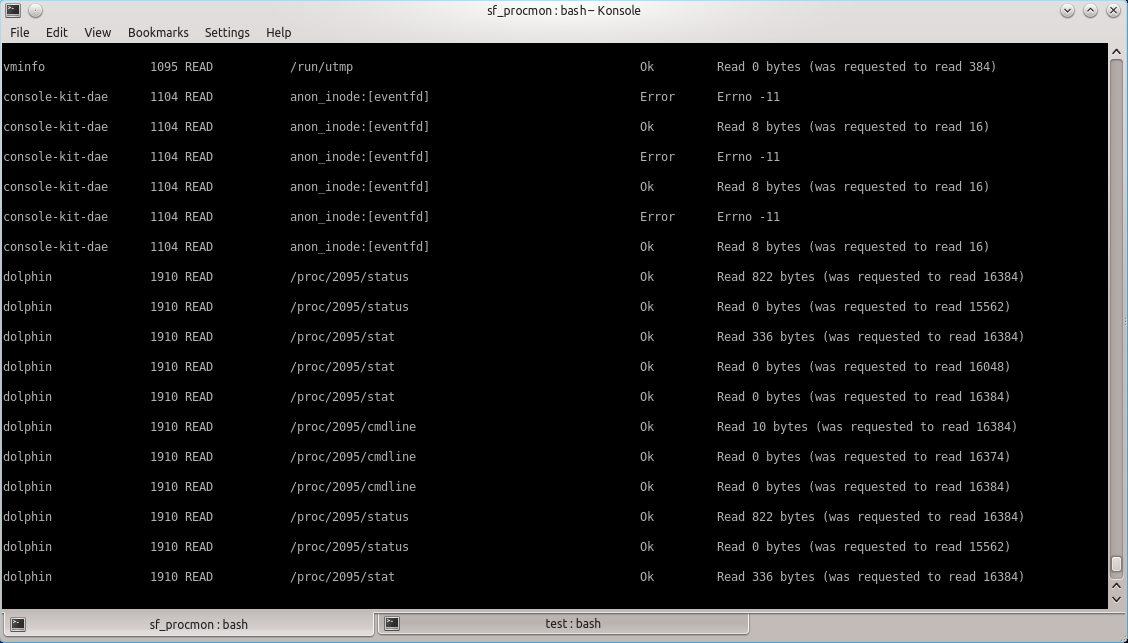 sf_procmon : bash – Konsole
File Edit View Bookmarks Settings Help
vminfo 1095 READ /run/utmp Ok Read 0 bytes (was requested to read 384)
console-kit-dae 1104 READ anon_inode:[eventfd] Error Errno -11
console-kit-dae 1104 READ anon_inode:[eventfd] Ok Read 8 bytes (was requested to read 16)
console-kit-dae 1104 READ anon_inode:[eventfd] Error Errno -11
console-kit-dae 1104 READ anon_inode:[eventfd] Ok Read 8 bytes (was requested to read 16)
console-kit-dae 1104 READ anon_inode:[eventfd] Error Errno -11
console-kit-dae 1104 READ anon_inode:[eventfd] Ok Read 8 bytes (was requested to read 16)
dolphin 1910 READ /proc/2095/status Ok Read 822 bytes (was requested to read 16384)
dolphin 1910 READ /proc/2095/status Ok Read 0 bytes (was requested to read 15562)
dolphin 1910 READ /proc/2095/stat Ok Read 336 bytes (was requested to read 16384)
dolphin 1910 READ /proc/2095/stat Ok Read 0 bytes (was requested to read 16048)
dolphin 1910 READ /proc/2095/stat Ok Read 0 bytes (was requested to read 16384)
dolphin 1910 READ /proc/2095/cmdline Ok Read 10 bytes (was requested to read 16384)
dolphin 1910 READ /proc/2095/cmdline Ok Read 0 bytes (was requested to read 16374)
dolphin 1910 READ /proc/2095/cmdline Ok Read 0 bytes (was requested to read 16384)
dolphin 1910 READ /proc/2095/status Ok Read 822 bytes (was requested to read 16384)
dolphin 1910 READ /proc/2095/status Ok Read 0 bytes (was requested to read 15562)
dolphin 1910 READ /proc/2095/stat Ok Read 336 bytes (was requested to read 16384)
sf_procmon : bash test : bash